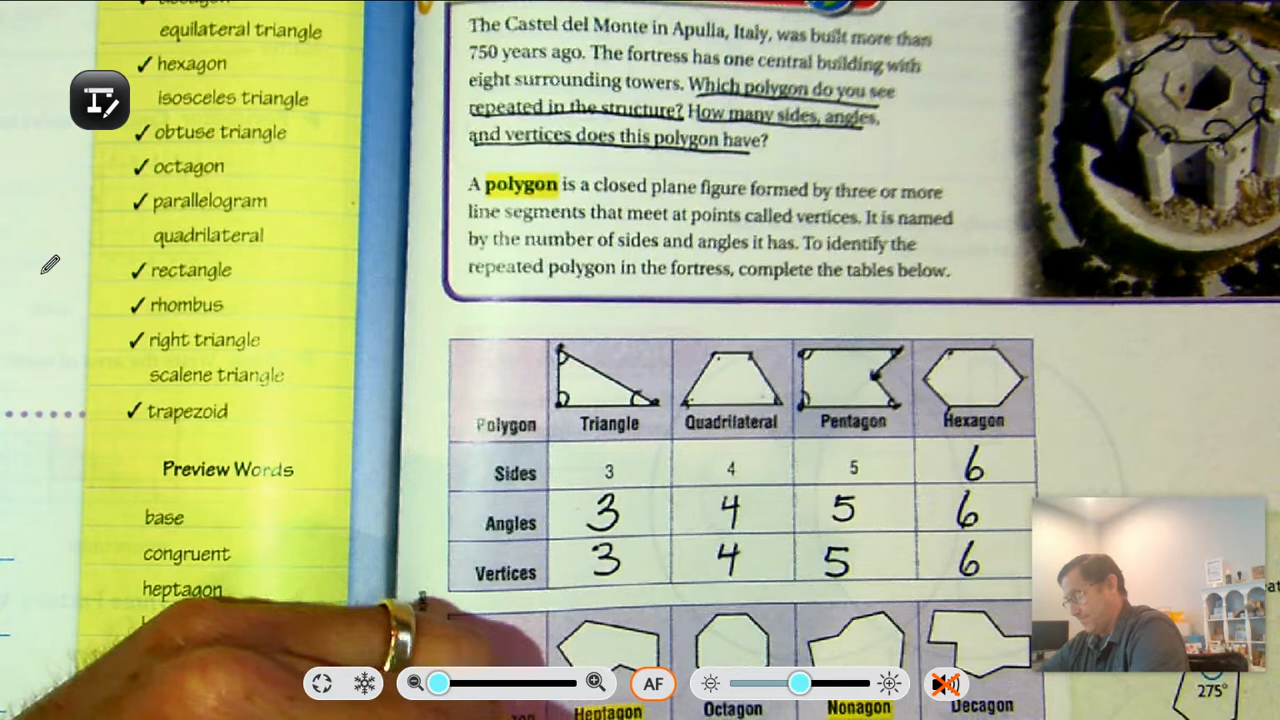 equilateral triangle
✓ hexagon
isosceles triangle
✓ obtuse triangle
✓ octagon
✓ parallelogram
quadrilateral
✓ rectangle
✓ rhombus
✓ right triangle
scalene triangle
✓ trapezoid
Preview Words
base
congruent
heptagon
The Castel del Monte in Apulia, Italy, was built more than
750 years ago. The fortress has one central building with
eight surrounding towers. Which polygon do you see
repeated in the structure? How many sides, angles,
and vertices does this polygon have?
A polygon is a closed plane figure formed by three or more
line segments that meet at points called vertices. It is named
by the number of sides and angles it has. To identify the
repeated polygon in the fortress, complete the tables below.
Polygon Triangle Quadrilateral Pentagon Hexagon
Sides 3 4 5 6
Angles 3 4 5 6
Vertices 3 4 5 6
Heptagon Octagon Nonagon Decagon
AF
275°